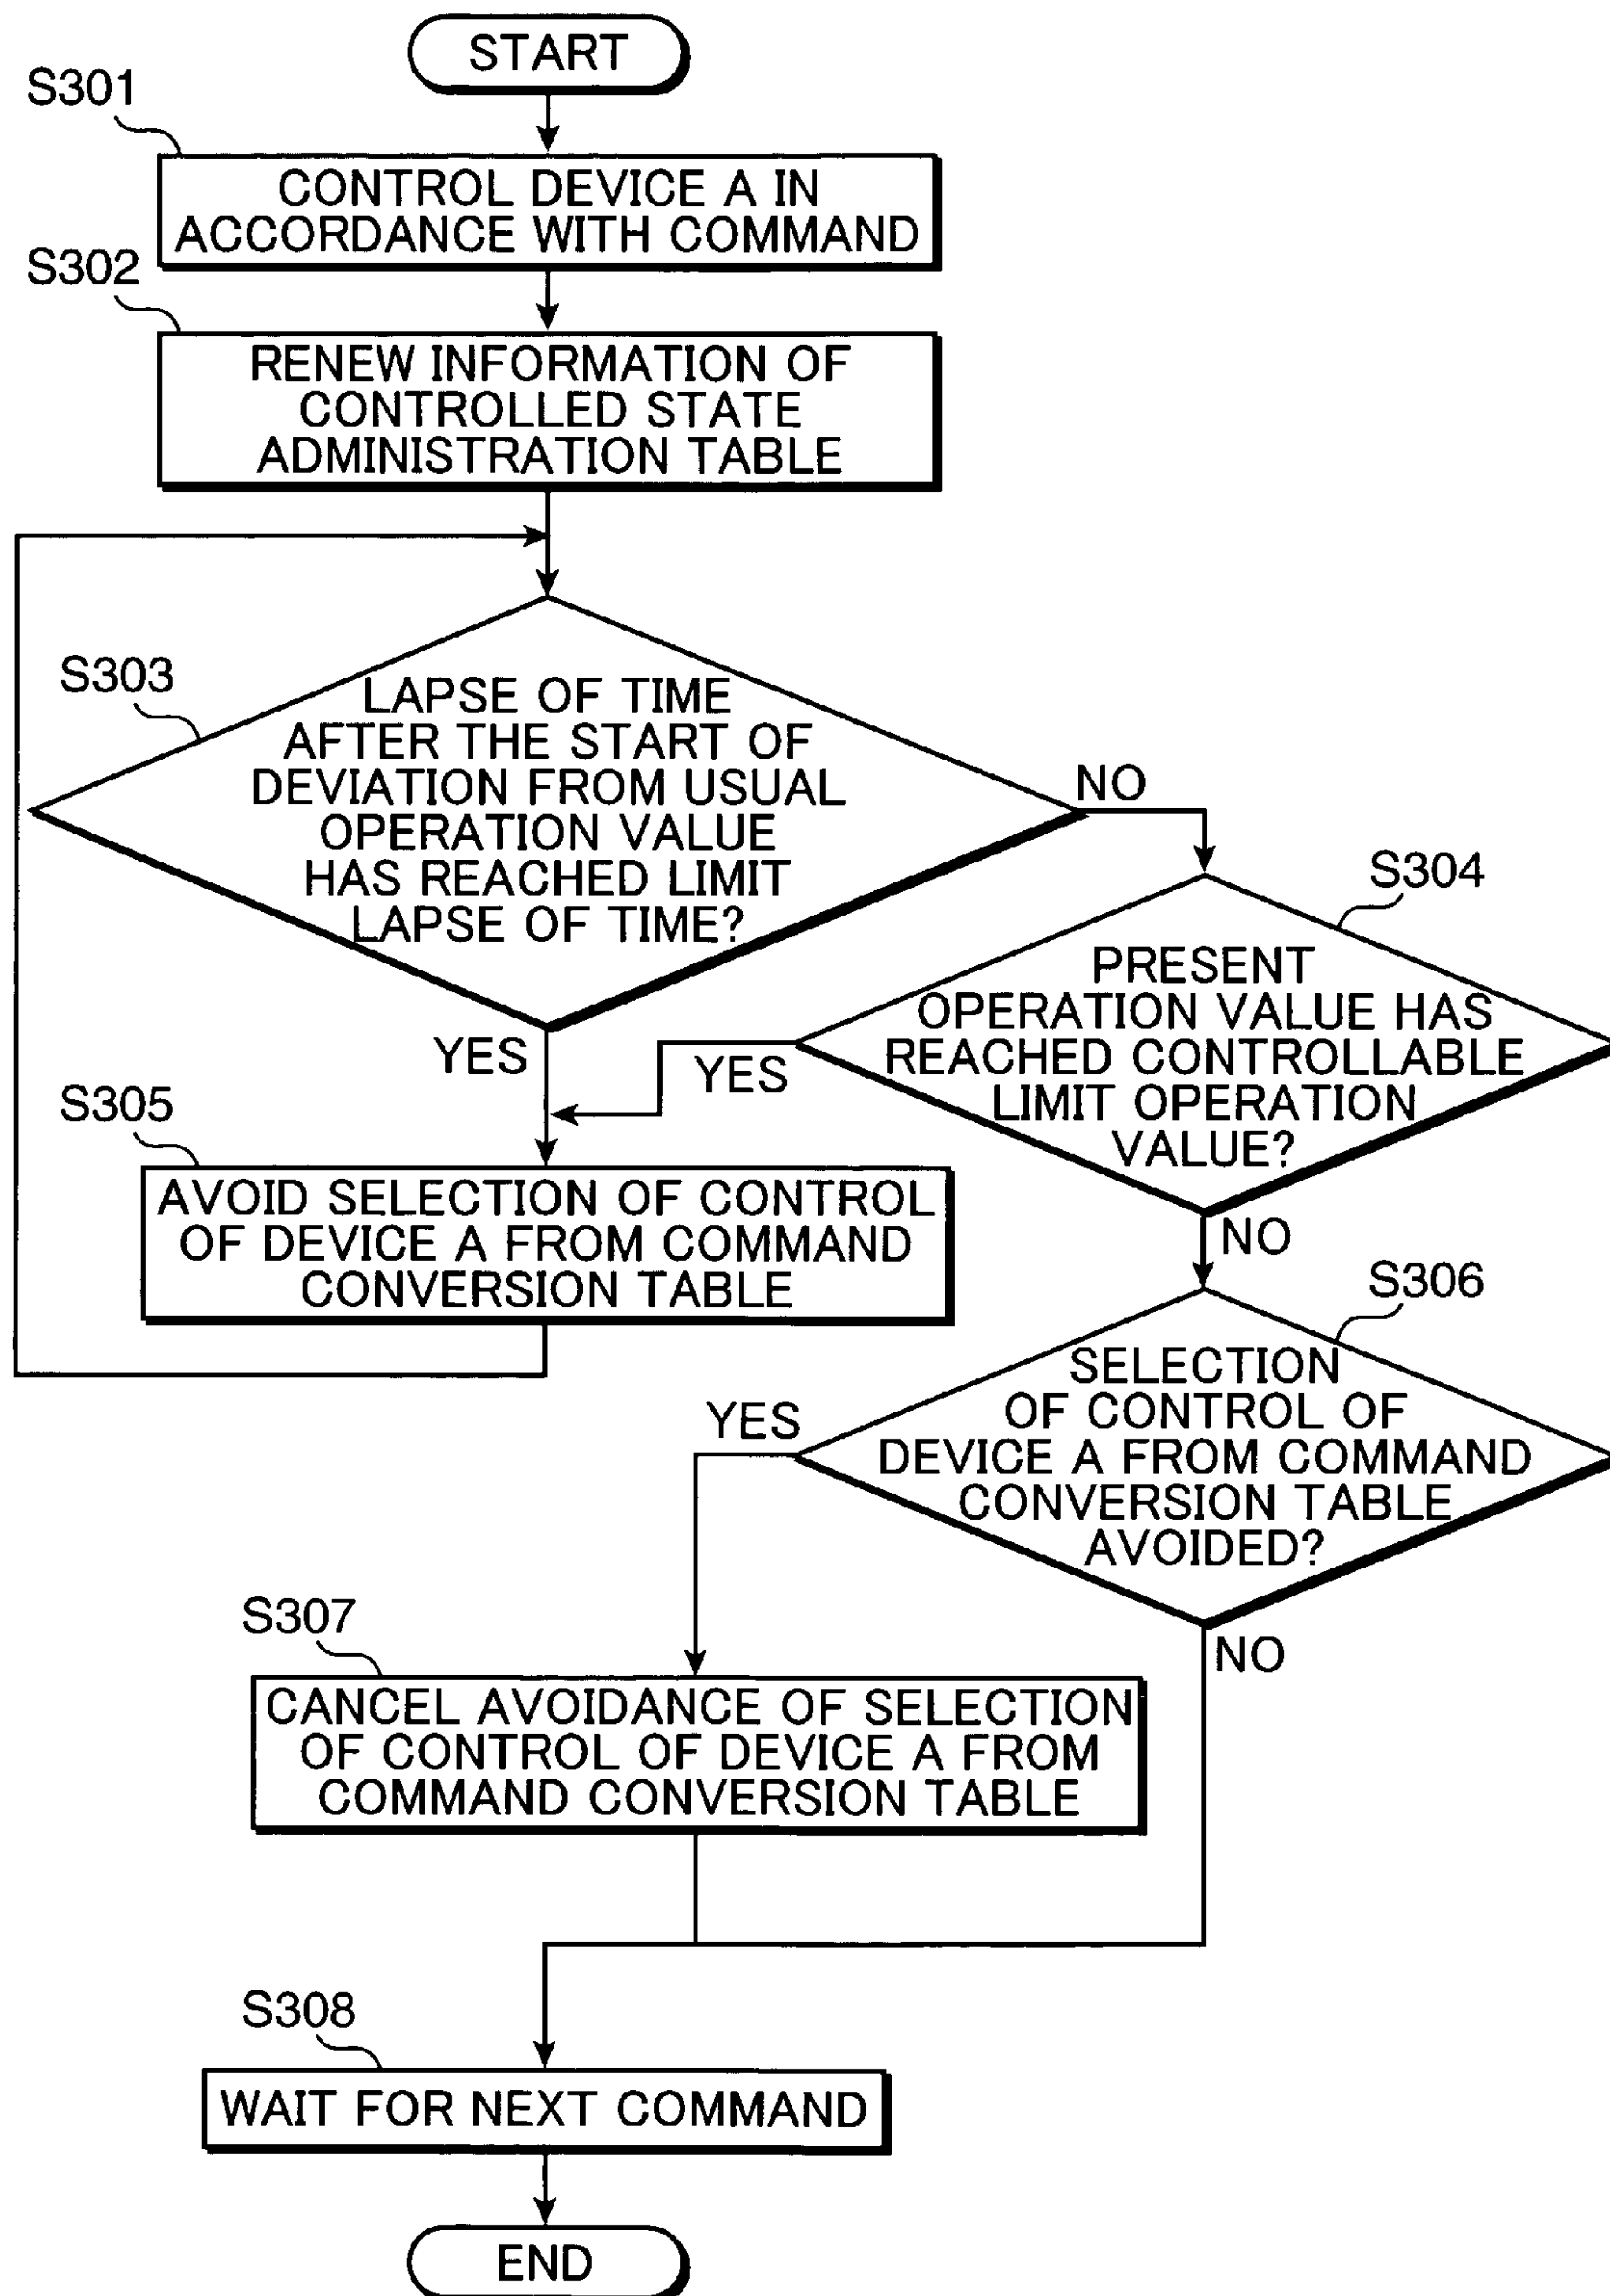 START
S301
CONTROL DEVICE A IN
ACCORDANCE WITH COMMAND
S302
RENEW INFORMATION OF
CONTROLLED STATE
ADMINISTRATION TABLE
S303
LAPSE OF TIME
AFTER THE START OF
DEVIATION FROM USUAL
OPERATION VALUE
HAS REACHED LIMIT
LAPSE OF TIME?
NO
YES
S304
PRESENT
OPERATION VALUE HAS
REACHED CONTROLLABLE
LIMIT OPERATION
VALUE?
YES
NO
S305
AVOID SELECTION OF CONTROL
OF DEVICE A FROM COMMAND
CONVERSION TABLE
S306
SELECTION
OF CONTROL OF
DEVICE A FROM COMMAND
CONVERSION TABLE
AVOIDED?
YES
NO
S307
CANCEL AVOIDANCE OF SELECTION
OF CONTROL OF DEVICE A FROM
COMMAND CONVERSION TABLE
S308
WAIT FOR NEXT COMMAND
END